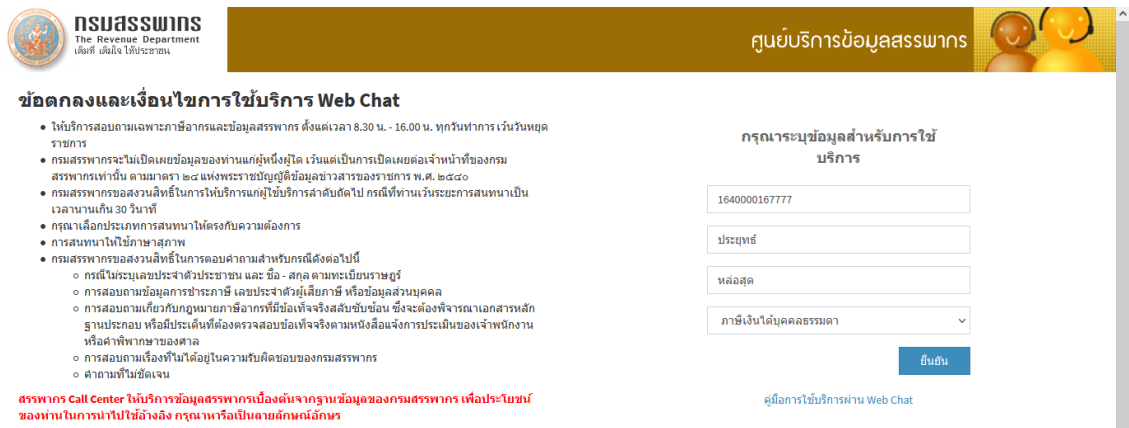 กรมสรรพากร
The Revenue Department
เต็มที่ เต็มใจ ให้ประชาชน
ศูนย์บริการข้อมูลสรรพากร
ข้อตกลงและเงื่อนไขการใช้บริการ Web Chat
ให้บริการสอบถามเฉพาะภาษีอากรและข้อมูลสรรพากร ตั้งแต่เวลา 8.30 น. - 16.00 น. ทุกวันทำการ เว้นวันหยุด
ราชการ
กรมสรรพากรจะไม่เปิดเผยข้อมูลของท่านแก่ผู้หนึ่งผู้ใด เว้นแต่เป็นการเปิดเผยต่อเจ้าหน้าที่ของกรม
สรรพากรเท่านั้น ตามมาตรา ๒๔ แห่งพระราชบัญญัติข้อมูลข่าวสารของราชการ พ.ศ. ๒๕๔๐
กรมสรรพากรขอสงวนสิทธิ์ในการให้บริการแก่ผู้ใช้บริการลำดับถัดไป กรณีที่ท่านเว้นระยะการสนทนาเป็น
เวลานานเกิน 30 วินาที
กรุณาเลือกประเภทการสนทนาให้ตรงกับความต้องการ
การสนทนาให้ใช้ภาษาสุภาพ
กรมสรรพากรขอสงวนสิทธิ์ในการตอบคำถามสำหรับกรณีดังต่อไปนี้
กรณีไม่ระบุเลขประจำตัวประชาชน และ ชื่อ - สกุล ตามทะเบียนราษฎร์
การสอบถามข้อมูลการชำระภาษี เลขประจำตัวผู้เสียภาษี หรือข้อมูลส่วนบุคคล
การสอบถามเกี่ยวกับกฎหมายภาษีอากรที่มีข้อเท็จจริงสลับซับซ้อน ซึ่งจะต้องพิจารณาเอกสารหลัก
ฐานประกอบ หรือมีประเด็นที่ต้องตรวจสอบข้อเท็จจริงตามหนังสือแจ้งการประเมินของเจ้าพนักงาน
หรือคำพิพากษาของศาล
การสอบถามเรื่องที่ไม่ได้อยู่ในความรับผิดชอบของกรมสรรพากร
คำถามที่ไม่ชัดเจน
สรรพากร Call Center ให้บริการข้อมูลสรรพากรเบื้องต้นจากฐานข้อมูลของกรมสรรพากร เพื่อประโยชน์
ของท่านในการนำไปใช้อ้างอิง กรุณาหารือเป็นลายลักษณ์อักษร
กรุณาระบุข้อมูลสำหรับการใช้
บริการ
1640000167777
ประยุทธ์
หล่อสุด
ภาษีเงินได้บุคคลธรรมดา
ยืนยัน
คู่มือการใช้บริการผ่าน Web Chat